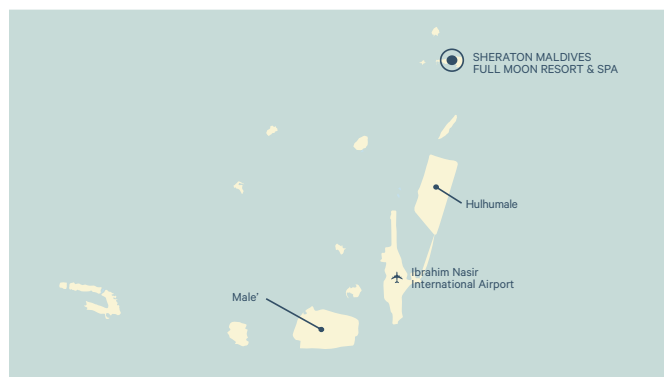 SHERATON MALDIVES
FULL MOON RESORT & SPA
Hulhumale
Ibrahim Nasir
International Airport
Male’